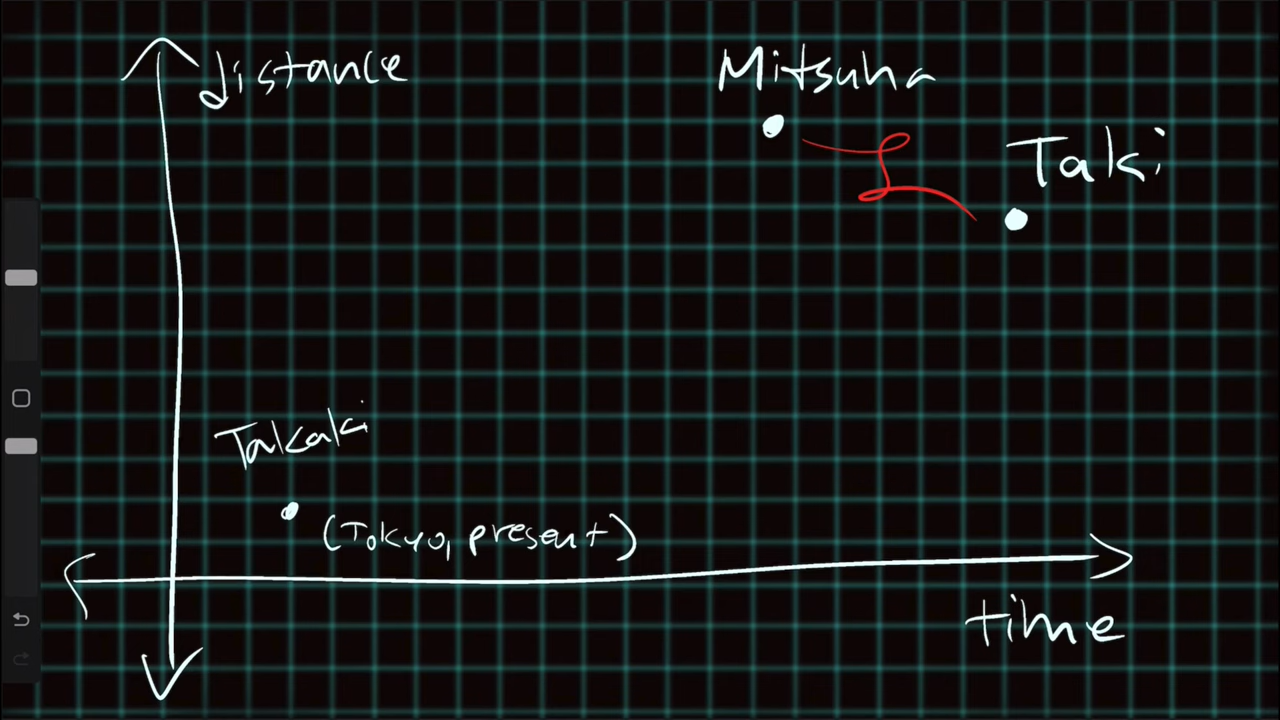 distance
Mitsuha
Taki
Takaki
(Tokyo, present)
time